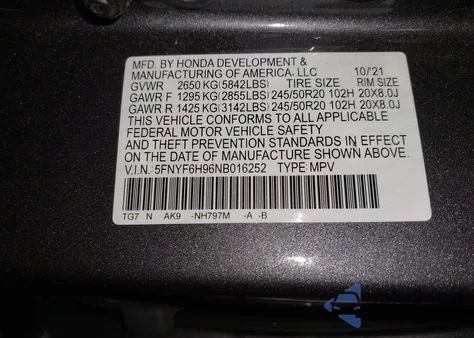 MFD. BY HONDA DEVELOPMENT &
MANUFACTURING OF AMERICA, LLC 10/'21
GVWR 2650 KG(5842LBS) TIRE SIZE RIM SIZE
GAWR F 1295 KG(2855LBS) 245/50R20 102H 20X8.0J
GAWR R 1425 KG(3142LBS) 245/50R20 102H 20X8.0J
THIS VEHICLE CONFORMS TO ALL APPLICABLE
FEDERAL MOTOR VEHICLE SAFETY
AND THEFT PREVENTION STANDARDS IN EFFECT
ON THE DATE OF MANUFACTURE SHOWN ABOVE.
V.I.N.: 5FNYF6H96NB016252 TYPE: MPV
TG7 N AK9 -NH797M -A -B